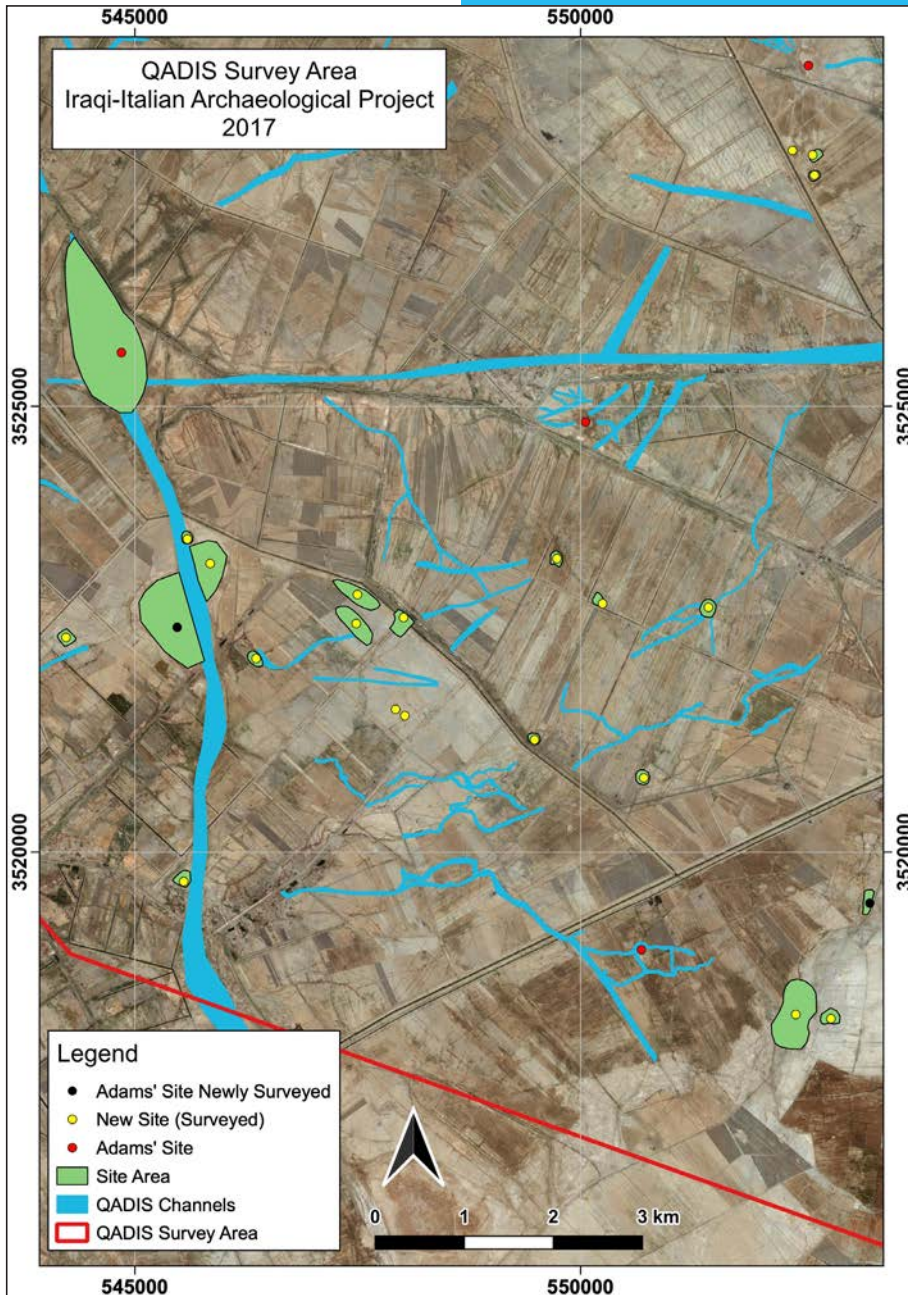 545000
550000
QADIS Survey Area
Iraqi-Italian Archaeological Project
2017
3525000
3525000
3520000
3520000
Legend
Adams' Site Newly Surveyed
New Site (Surveyed)
Adams' Site
Site Area
QADIS Channels
QADIS Survey Area
0 1 2 3 km
545000
550000